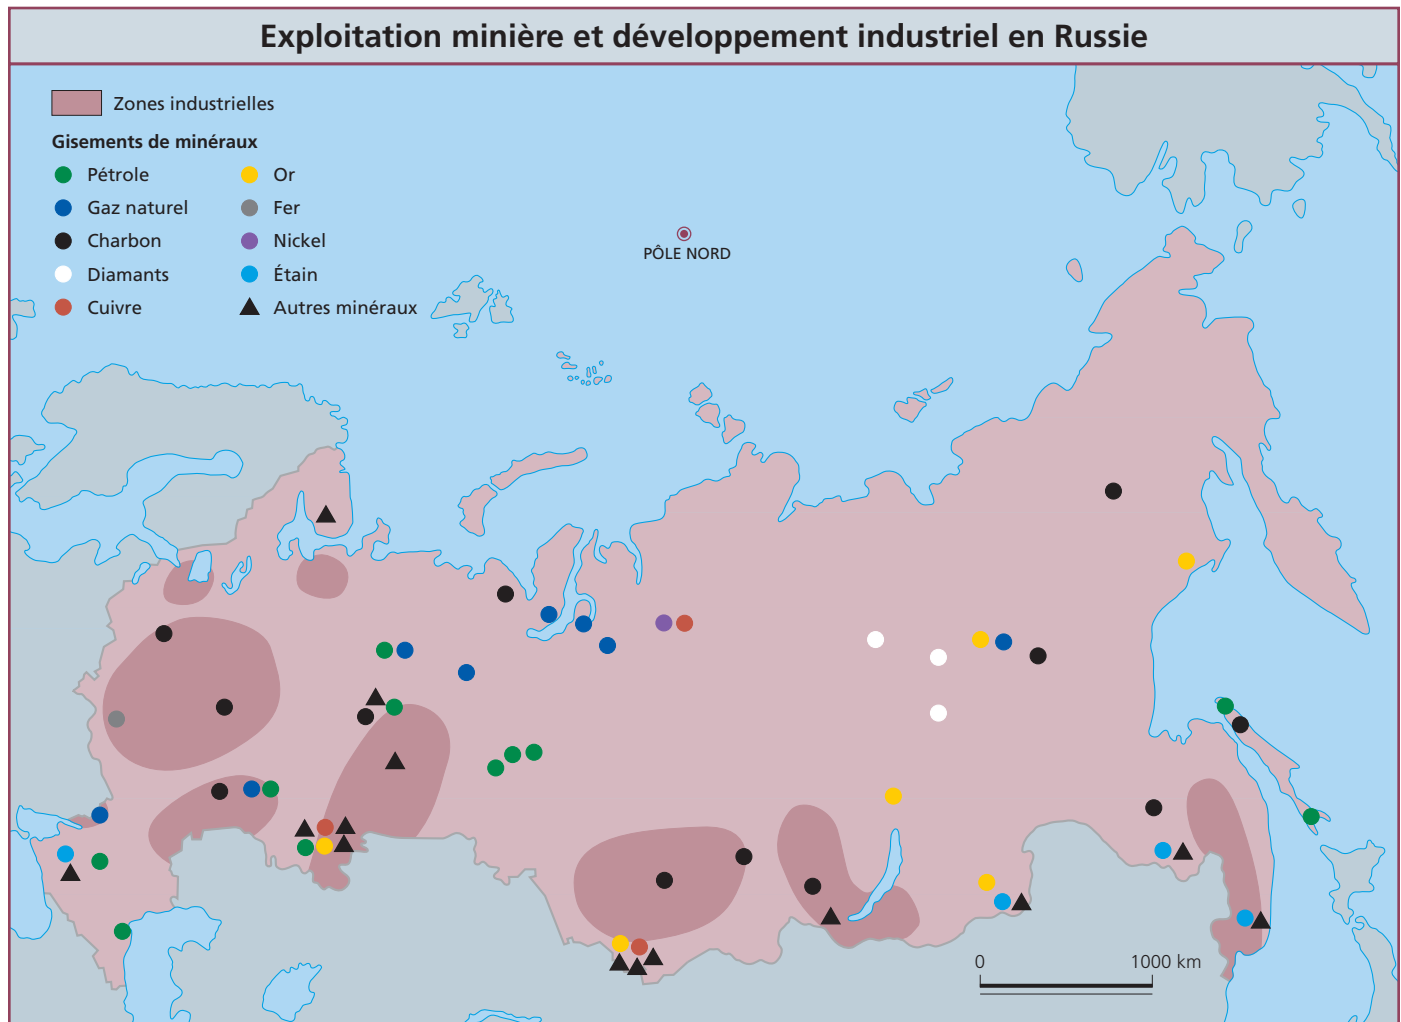 Exploitation minière et développement industriel en Russie
Zones industrielles
Gisements de minéraux
Pétrole
Or
Gaz naturel
Fer
Charbon
Nickel
Diamants
Étain
Cuivre
Autres minéraux
PÔLE NORD
0 1000 km